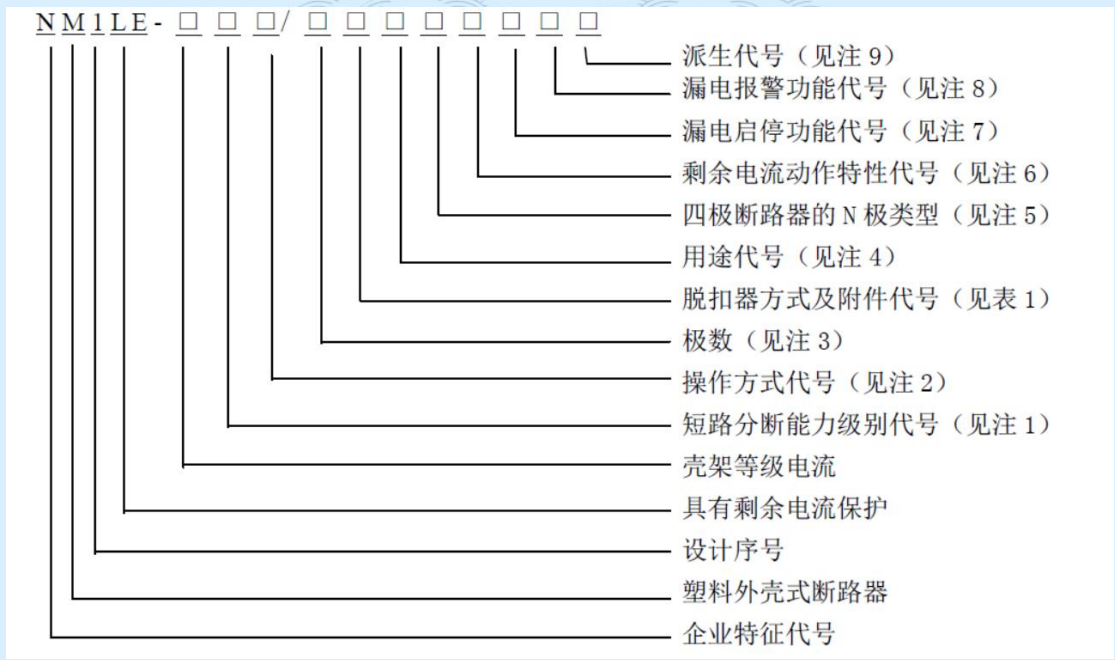 NM1LE-□□□/□□□□□□□□
派生代号（见注 9）
漏电报警功能代号（见注 8）
漏电启停功能代号（见注 7）
剩余电流动作特性代号（见注 6）
四极断路器的 N 极类型（见注 5）
用途代号（见注 4）
脱扣器方式及附件代号（见表 1）
极数（见注 3）
操作方式代号（见注 2）
短路分断能力级别代号（见注 1）
壳架等级电流
具有剩余电流保护
设计序号
塑料外壳式断路器
企业特征代号